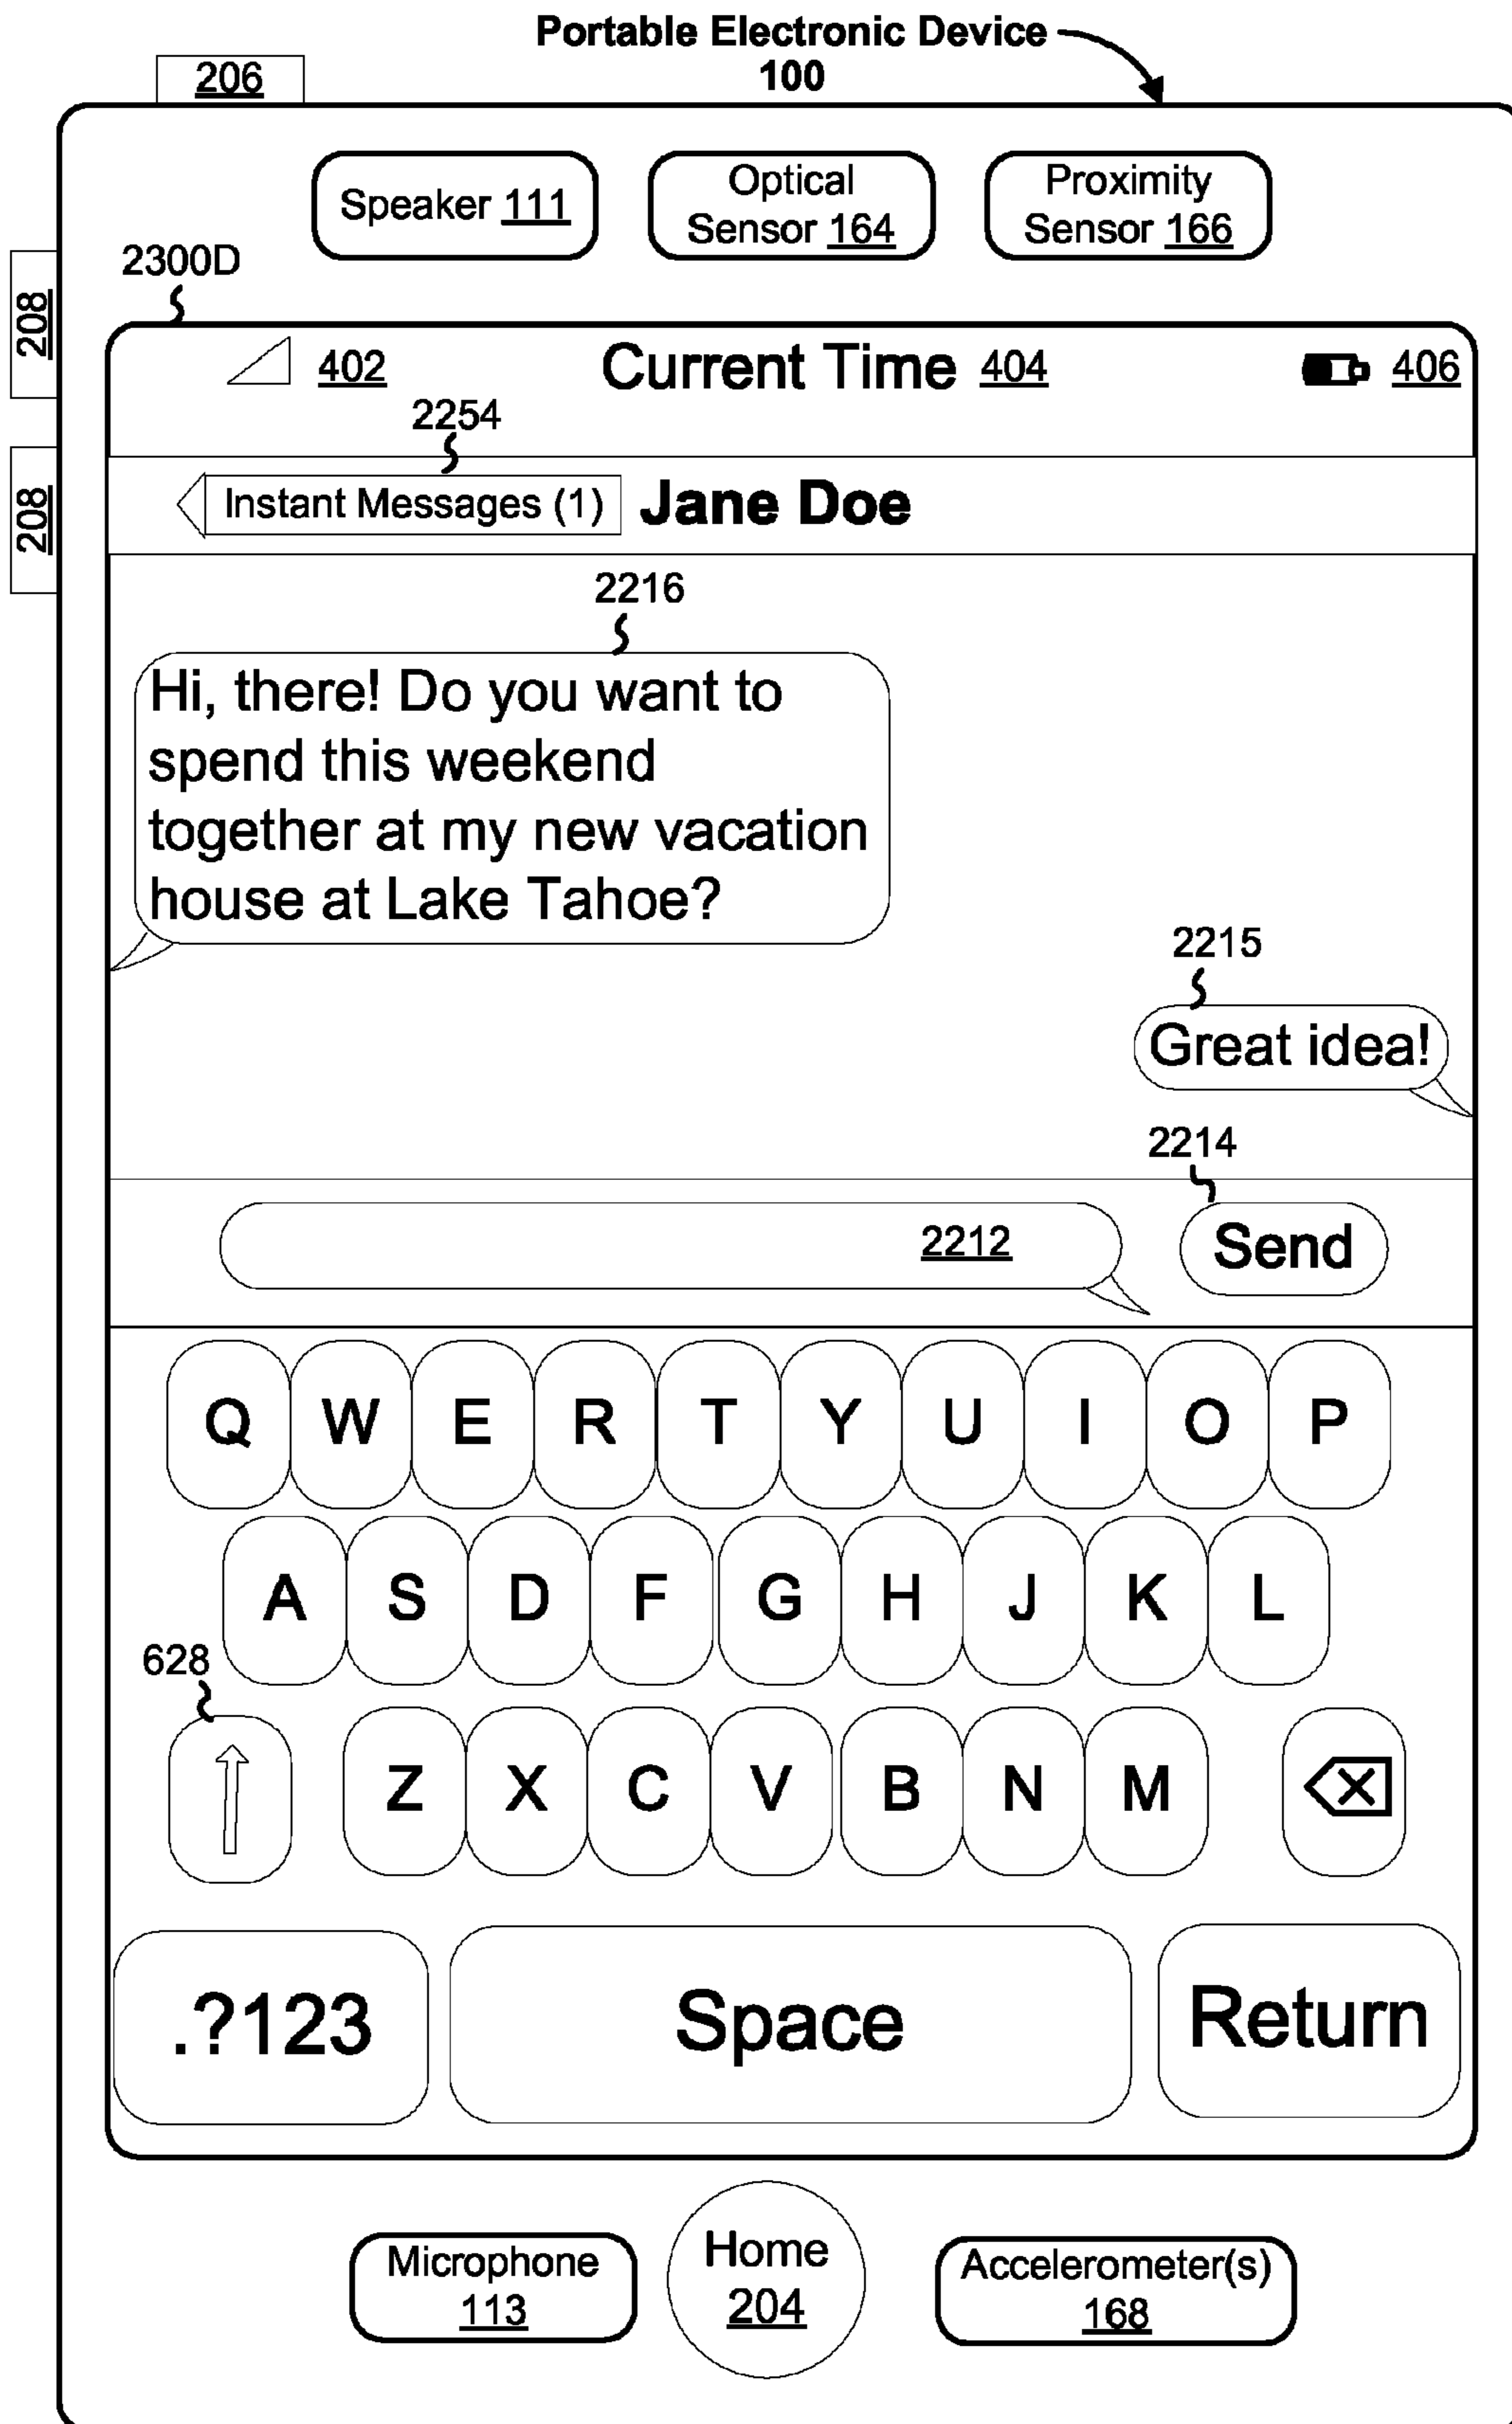 Portable Electronic Device
100
206
Speaker 111
Optical
Sensor 164
Proximity
Sensor 166
208
2300D
402
Current Time 404
406
2254
208
Instant Messages (1)
Jane Doe
2216
Hi, there! Do you want to
spend this weekend
together at my new vacation
house at Lake Tahoe?
2215
Great idea!
2214
2212
Send
Q W E R T Y U I O P
A S D F G H J K L
628
Z X C V B N M
.?123
Space
Return
Microphone
113
Home
204
Accelerometer(s)
168